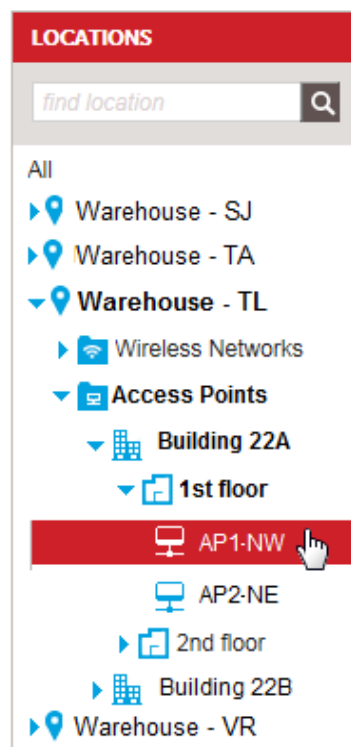 LOCATIONS
find location
All
Warehouse - SJ
Warehouse - TA
Warehouse - TL
Wireless Networks
Access Points
Building 22A
1st floor
AP1-NW
AP2-NE
2nd floor
Building 22B
Warehouse - VR